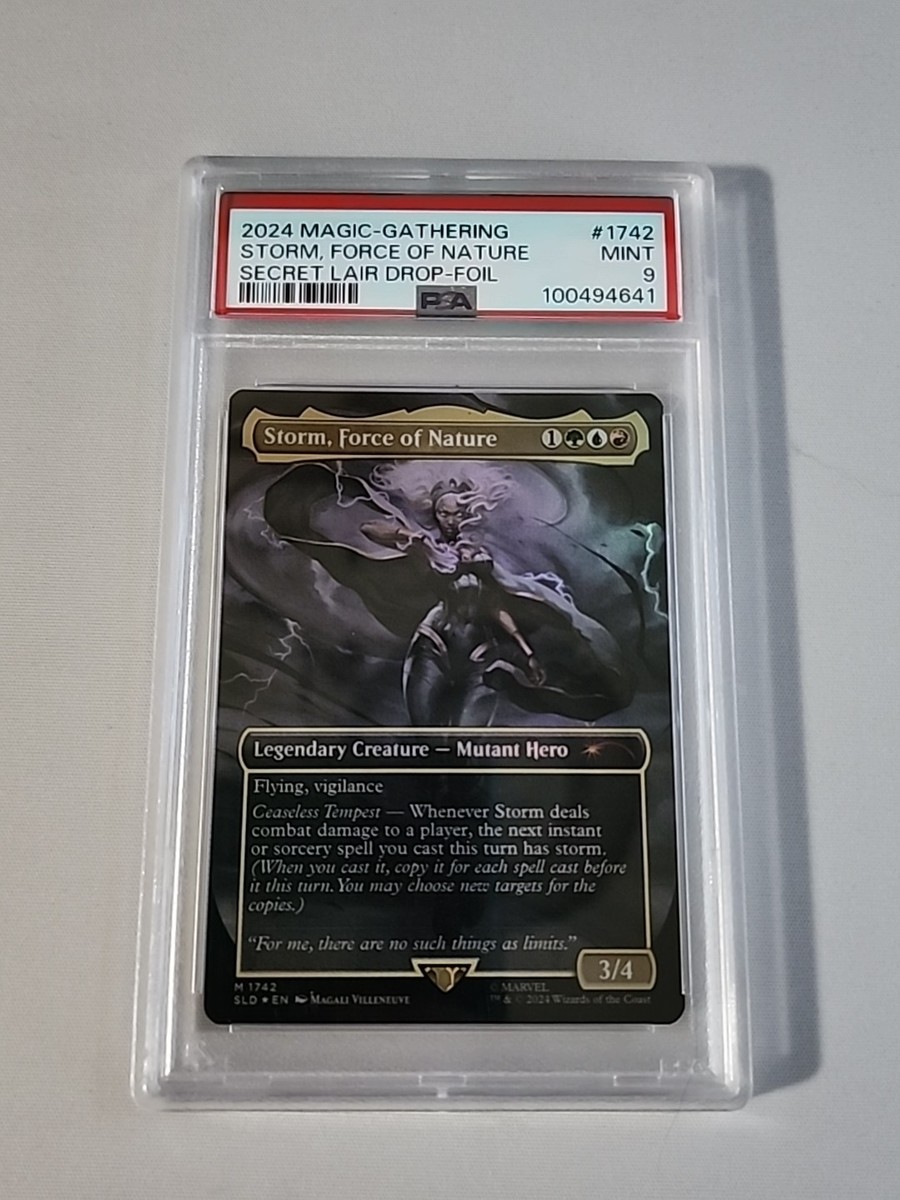 2024 MAGIC-GATHERING #1742
STORM, FORCE OF NATURE MINT
SECRET LAIR DROP-FOIL 9
PSA 100494641
Storm, Force of Nature 1
Legendary Creature — Mutant Hero
Flying, vigilance
Ceaseless Tempest — Whenever Storm deals
combat damage to a player, the next instant
or sorcery spell you cast this turn has storm.
(When you cast it, copy it for each spell cast before
it this turn. You may choose new targets for the
copies.)
“For me, there are no such things as limits.”
3/4
M 1742 © MARVEL
SLD ★ EN MAGALI VILLENEUVE ™ & © 2024 Wizards of the Coast